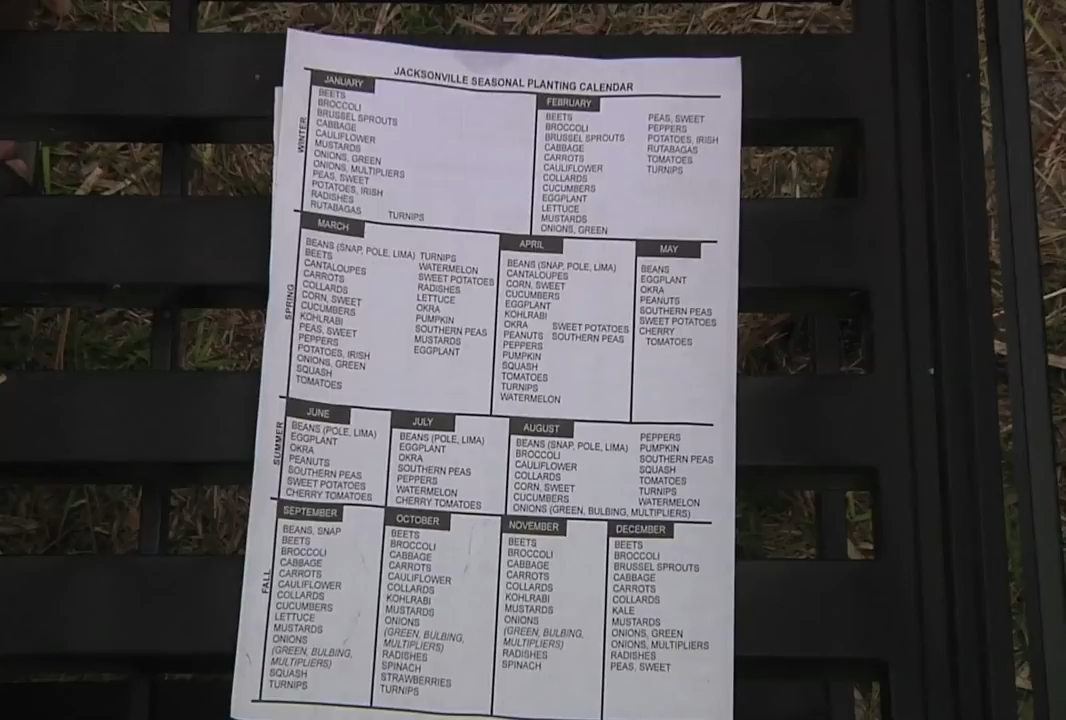 JACKSONVILLE SEASONAL PLANTING CALENDAR
WINTER
JANUARY
BEETS
BROCCOLI
BRUSSEL SPROUTS
CABBAGE
CAULIFLOWER
MUSTARDS
ONIONS, GREEN
ONIONS, MULTIPLIERS
PEAS, SWEET
POTATOES, IRISH
RADISHES
RUTABAGAS
TURNIPS
FEBRUARY
BEETS
BROCCOLI
BRUSSEL SPROUTS
CABBAGE
CARROTS
CAULIFLOWER
COLLARDS
CUCUMBERS
EGGPLANT
LETTUCE
MUSTARDS
ONIONS, GREEN
PEAS, SWEET
PEPPERS
POTATOES, IRISH
RUTABAGAS
TOMATOES
TURNIPS
SPRING
MARCH
BEANS (SNAP, POLE, LIMA)
BEETS
CANTALOUPES
CARROTS
COLLARDS
CORN, SWEET
CUCUMBERS
KOHLRABI
PEAS, SWEET
PEPPERS
POTATOES, IRISH
ONIONS, GREEN
SQUASH
TOMATOES
TURNIPS
WATERMELON
SWEET POTATOES
RADISHES
LETTUCE
OKRA
PUMPKIN
SOUTHERN PEAS
MUSTARDS
EGGPLANT
APRIL
BEANS (SNAP, POLE, LIMA)
CANTALOUPES
CORN, SWEET
CUCUMBERS
EGGPLANT
KOHLRABI
OKRA
PEANUTS
PEPPERS
PUMPKIN
SQUASH
TOMATOES
TURNIPS
WATERMELON
SWEET POTATOES
SOUTHERN PEAS
MAY
BEANS
EGGPLANT
OKRA
PEANUTS
SOUTHERN PEAS
SWEET POTATOES
CHERRY
TOMATOES
SUMMER
JUNE
BEANS (POLE, LIMA)
EGGPLANT
OKRA
PEANUTS
SOUTHERN PEAS
SWEET POTATOES
CHERRY TOMATOES
JULY
BEANS (POLE, LIMA)
EGGPLANT
OKRA
SOUTHERN PEAS
PEPPERS
WATERMELON
CHERRY TOMATOES
AUGUST
BEANS (SNAP, POLE, LIMA)
BROCCOLI
CAULIFLOWER
COLLARDS
CORN, SWEET
CUCUMBERS
ONIONS (GREEN, BULBING, MULTIPLIERS)
PEPPERS
PUMPKIN
SOUTHERN PEAS
SQUASH
TOMATOES
TURNIPS
WATERMELON
FALL
SEPTEMBER
BEANS, SNAP
BEETS
BROCCOLI
CABBAGE
CARROTS
CAULIFLOWER
COLLARDS
CUCUMBERS
LETTUCE
MUSTARDS
ONIONS
(GREEN, BULBING,
MULTIPLIERS)
SQUASH
TURNIPS
OCTOBER
BEETS
BROCCOLI
CABBAGE
CARROTS
CAULIFLOWER
COLLARDS
KOHLRABI
MUSTARDS
ONIONS
(GREEN, BULBING,
MULTIPLIERS)
RADISHES
SPINACH
STRAWBERRIES
TURNIPS
NOVEMBER
BEETS
BROCCOLI
CABBAGE
CARROTS
COLLARDS
KOHLRABI
MUSTARDS
ONIONS
(GREEN, BULBING,
MULTIPLIERS)
RADISHES
SPINACH
DECEMBER
BEETS
BROCCOLI
BRUSSEL SPROUTS
CABBAGE
CARROTS
COLLARDS
KALE
MUSTARDS
ONIONS, GREEN
ONIONS, MULTIPLIERS
RADISHES
PEAS, SWEET